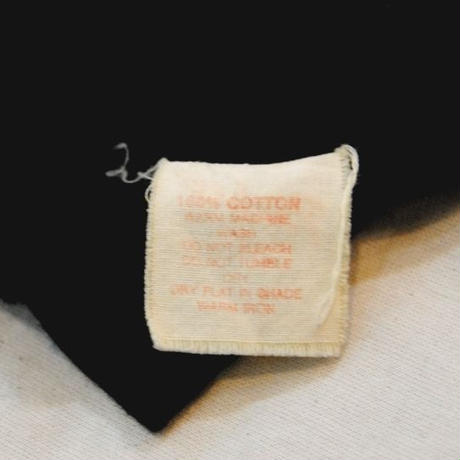 100% COTTON
WARM MACHINE
WASH
DO NOT BLEACH
DO NOT TUMBLE
DRY
DRY FLAT IN SHADE
WARM IRON